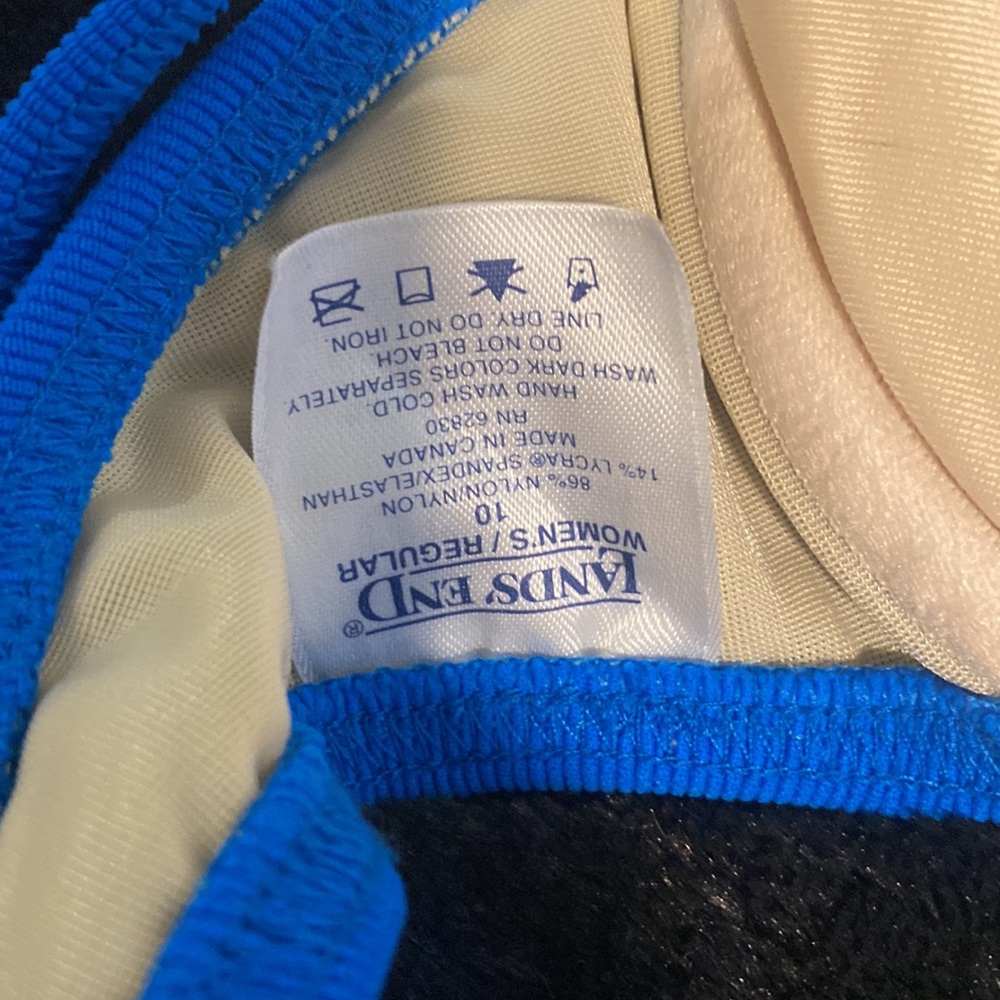 LANDS' END®
WOMEN'S / REGULAR
10
86% NYLON/NYLON
14% LYCRA® SPANDEX/ELASTHAN
MADE IN CANADA
RN 62830
HAND WASH COLD.
WASH DARK COLORS SEPARATELY.
DO NOT BLEACH.
LINE DRY. DO NOT IRON.